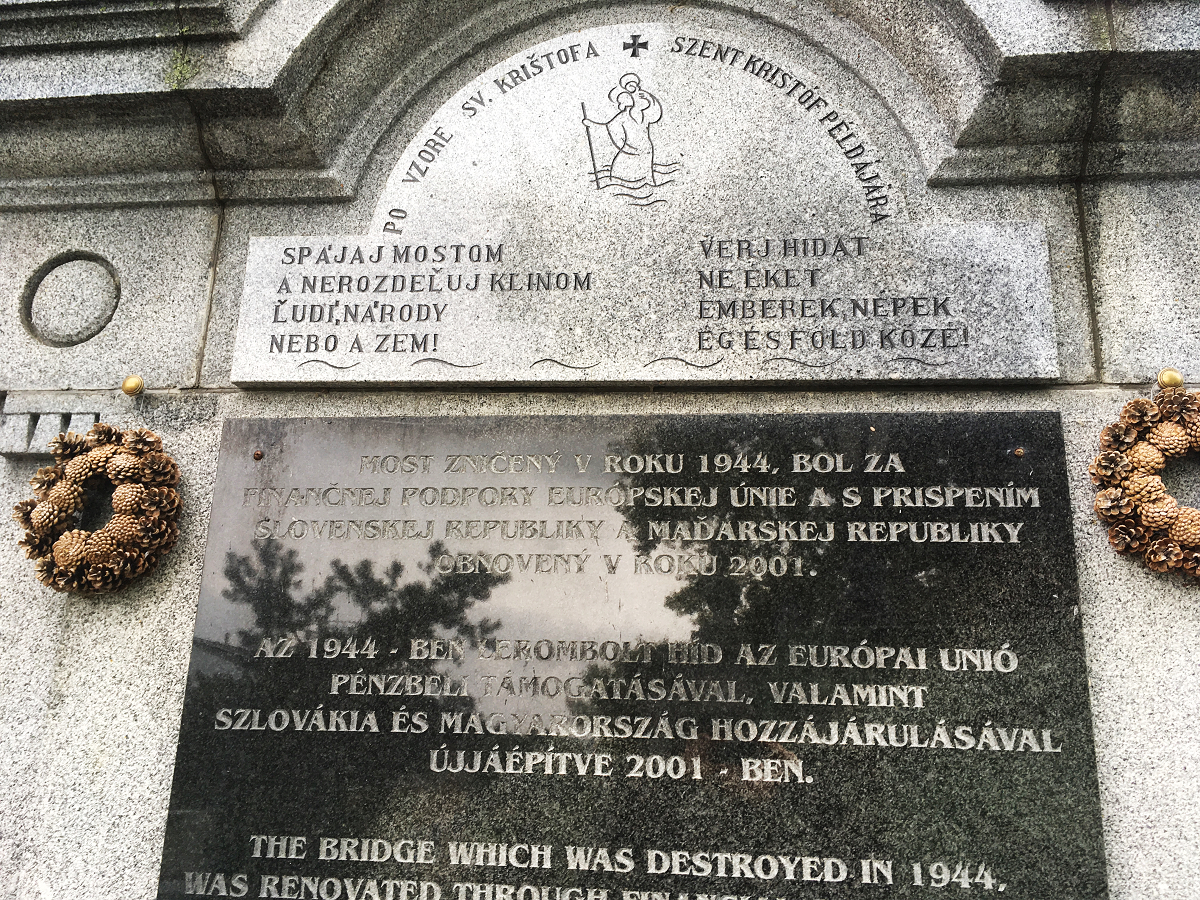 PO VZORE SV. KRIŠTOFA ✠ SZENT KRISTÓF PÉLDÁJÁRA
SPÁJAJ MOSTOM
A NEROZDEĽUJ KLINOM
ĽUDÍ, NÁRODY
NEBO A ZEM!
VERJ HIDAT
NE ÉKET
EMBEREK, NÉPEK
ÉG ÉS FÖLD KÖZÉ!
MOST ZNIČENÝ V ROKU 1944, BOL ZA
FINANČNEJ PODPORY EURÓPSKEJ ÚNIE A S PRISPENÍM
SLOVENSKEJ REPUBLIKY A MAĎARSKEJ REPUBLIKY
OBNOVENÝ V ROKU 2001.
AZ 1944 - BEN LEROMBOLT HÍD AZ EURÓPAI UNIÓ
PÉNZBELI TÁMOGATÁSÁVAL, VALAMINT
SZLOVÁKIA ÉS MAGYARORSZÁG HOZZÁJÁRULÁSÁVAL
ÚJJÁÉPÍTVE 2001 - BEN.
THE BRIDGE WHICH WAS DESTROYED IN 1944,
WAS RENOVATED THROUGH FINANCIAL